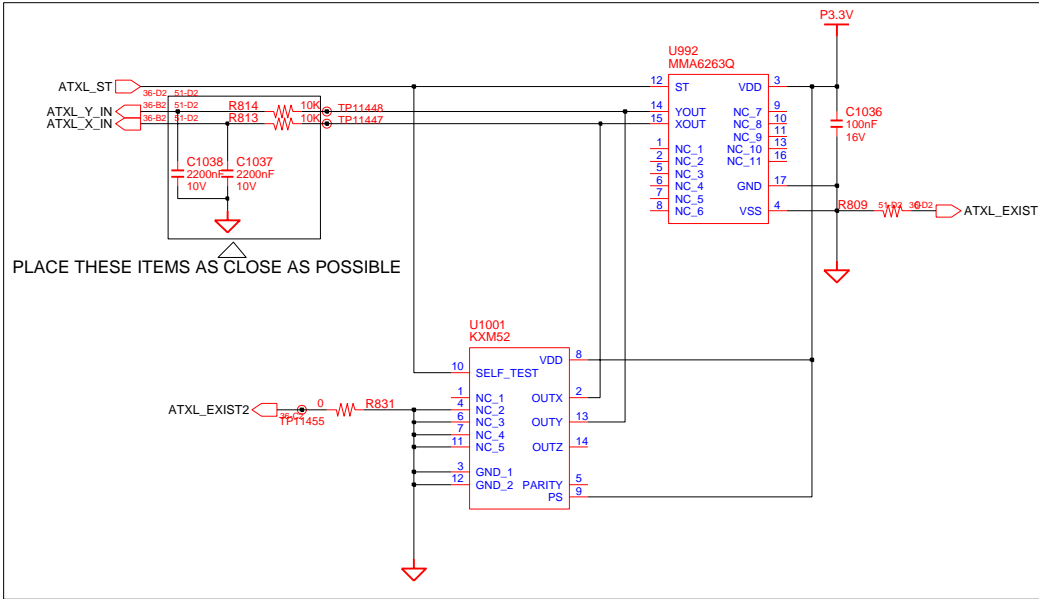 P3.3V
U992
MMA6263Q
ATXL_ST
36-D2 51-D2
12 ST VDD 3
ATXL_Y_IN
36-B2 51-D2
R814 10K TP11448
14 YOUT NC_7 9
ATXL_X_IN
36-B2 51-D2
R813 10K TP11447
15 XOUT NC_8 10
NC_9 11
1 NC_1 NC_10 13
2 NC_2 NC_11 16
5 NC_3
6 NC_4 GND 17
7 NC_5
8 NC_6 VSS 4
C1036
100nF
16V
C1038
2200nF
10V
C1037
2200nF
10V
R809 51-D2 36-D2 ATXL_EXIST
PLACE THESE ITEMS AS CLOSE AS POSSIBLE
U1001
KXM52
VDD 8
10 SELF_TEST
1 NC_1 OUTX 2
4 NC_2
6 NC_3 OUTY 13
7 NC_4
11 NC_5 OUTZ 14
3 GND_1
12 GND_2 PARITY 5
PS 9
ATXL_EXIST2 0 R831
36-C2
TP11455